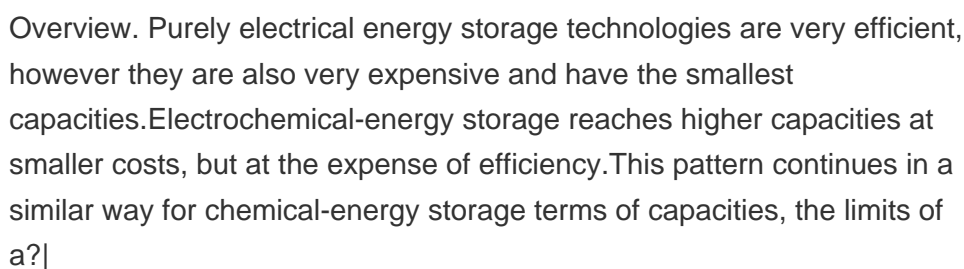 Overview. Purely electrical energy storage technologies are very efficient,
however they are also very expensive and have the smallest
capacities.Electrochemical-energy storage reaches higher capacities at
smaller costs, but at the expense of efficiency.This pattern continues in a
similar way for chemical-energy storage terms of capacities, the limits of
a?|